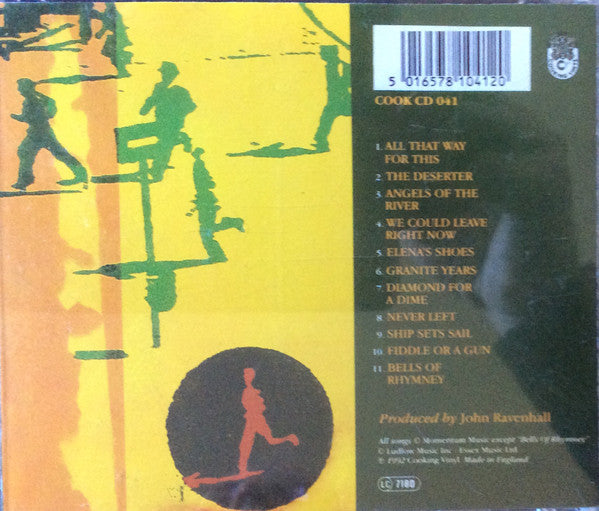 5 016578 104120
COOK CD 041
1. ALL THAT WAY
FOR THIS
2. THE DESERTER
3. ANGELS OF THE
RIVER
4. WE COULD LEAVE
RIGHT NOW
5. ELENA'S SHOES
6. GRANITE YEARS
7. DIAMOND FOR
A DIME
8. NEVER LEFT
9. SHIP SETS SAIL
10. FIDDLE OR A GUN
11. BELLS OF
RHYMNEY
Produced by John Ravenhall
All songs © Momentum Music except 'Bells Of Rhymney'
© Ludlow Music Inc - Essex Music Ltd.
℗ 1992 Cooking Vinyl. Made in England
LC 7180